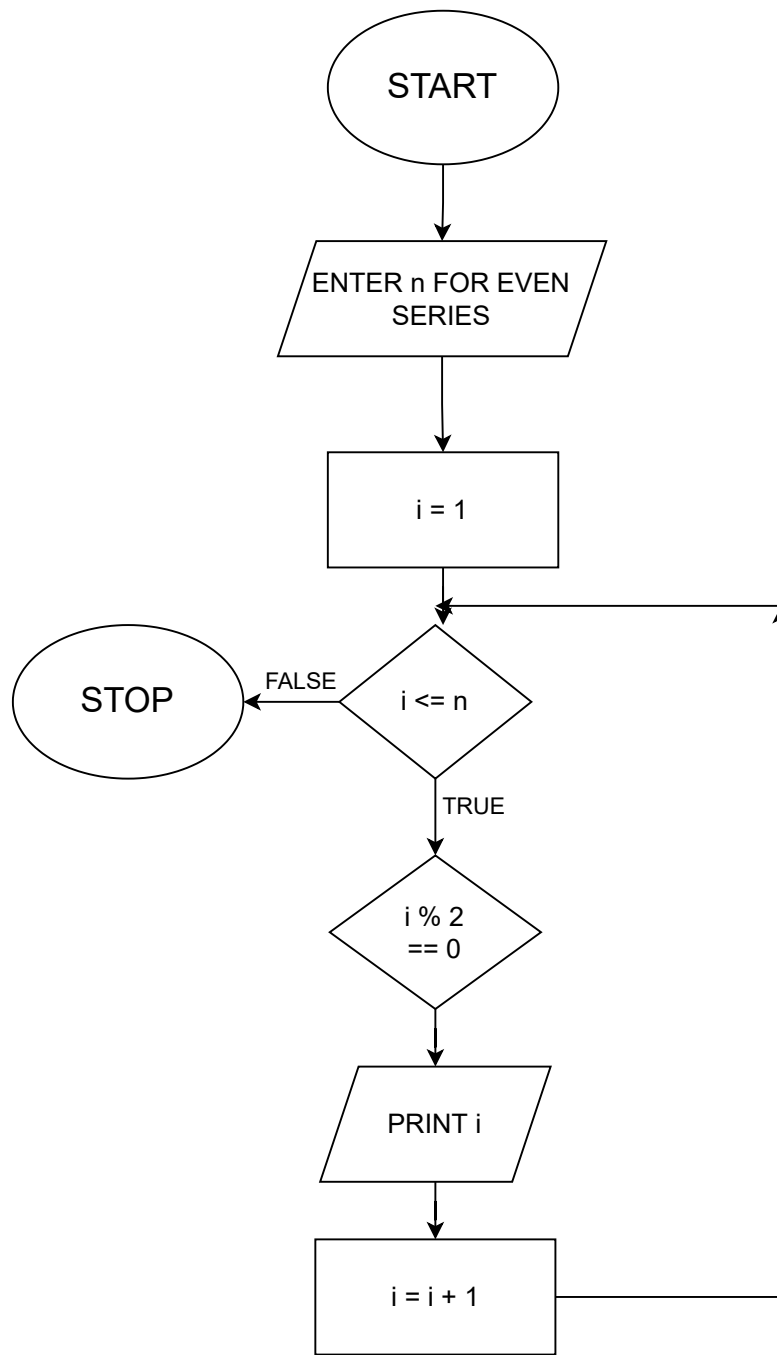 START
ENTER n FOR EVEN
SERIES
i = 1
i <= n
FALSE
STOP
TRUE
i % 2
== 0
PRINT i
i = i + 1